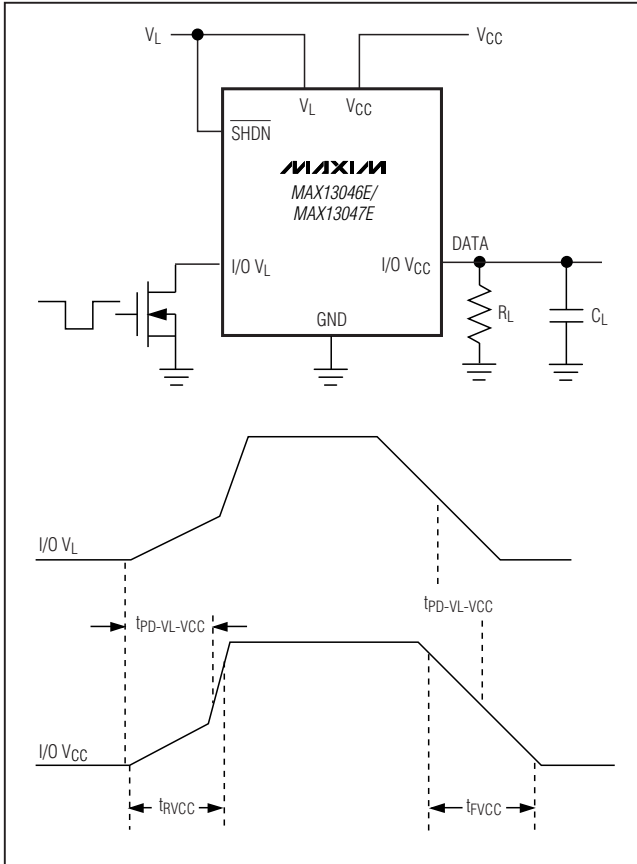 VL
VCC
VL VCC
SHDN
MAXIM
MAX13046E/
MAX13047E
DATA
I/O VL
I/O VCC
RL
CL
GND
I/O VL
tPD-VL-VCC
tPD-VL-VCC
I/O VCC
tRVCC
tFVCC